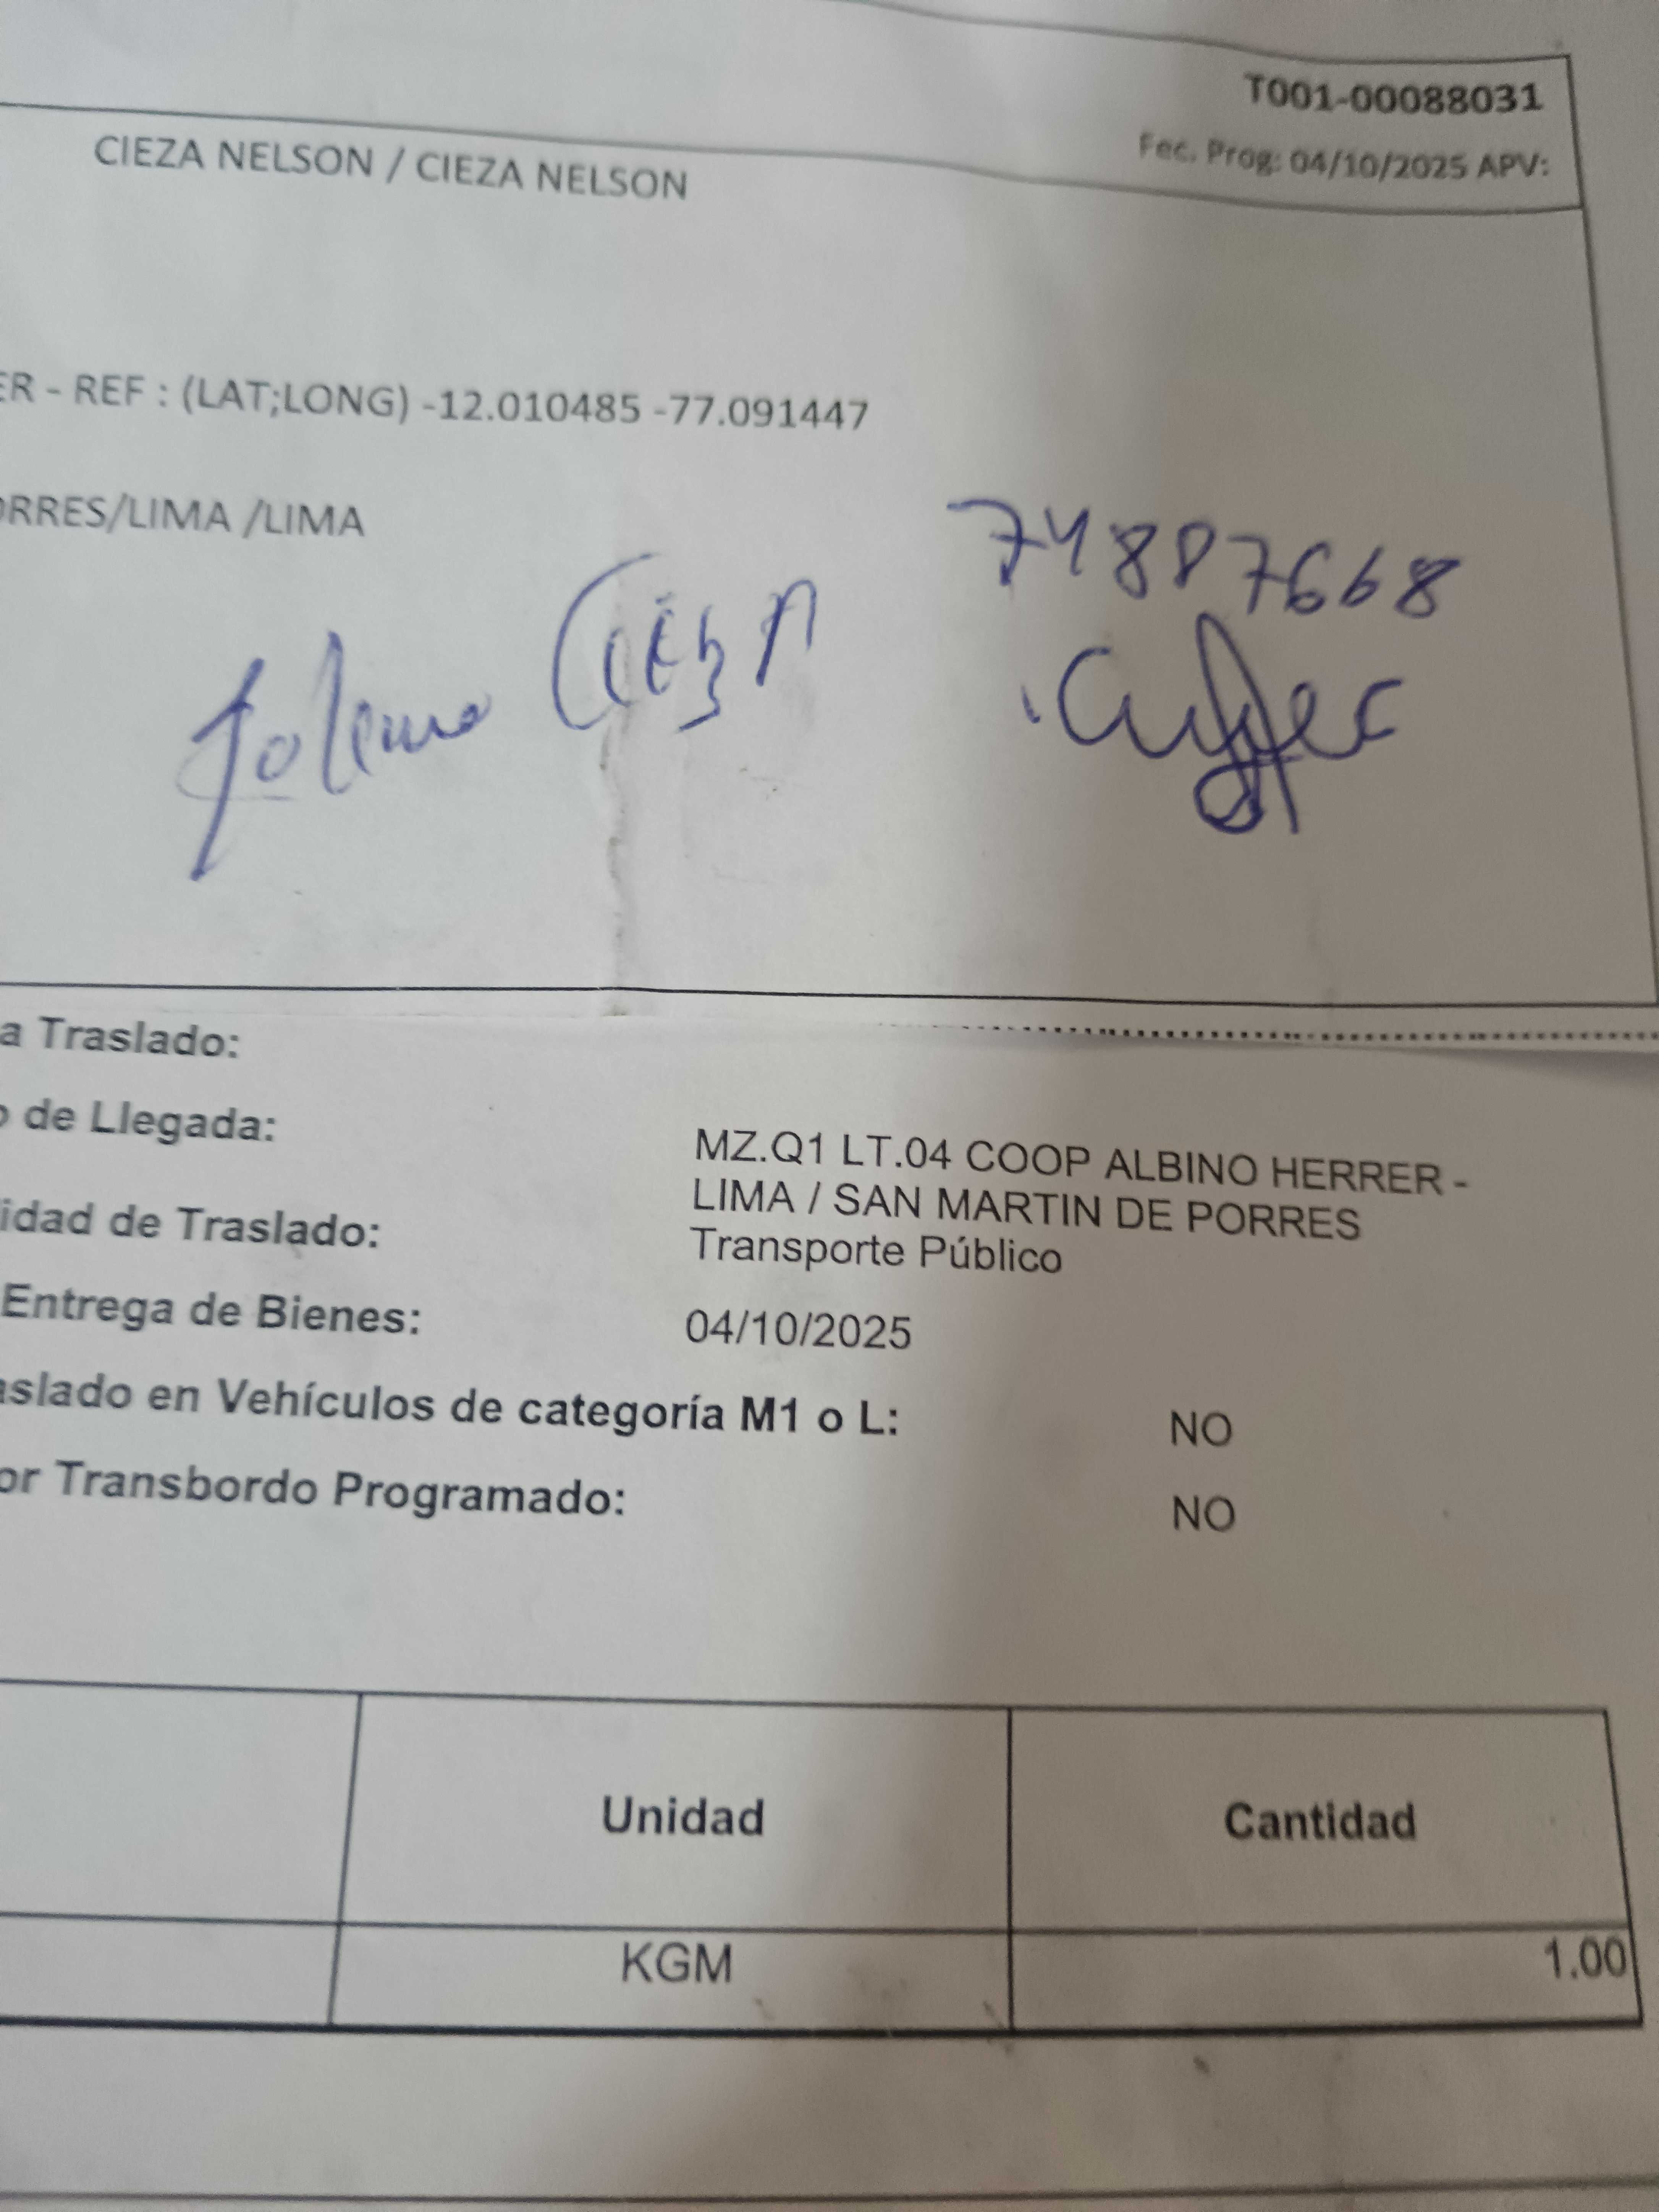 T001-00088031
CIEZA NELSON / CIEZA NELSON
Fec. Prog: 04/10/2025 APV:
ER - REF : (LAT;LONG) -12.010485 -77.091447
ORRES/LIMA /LIMA
74887668
CiEzA
a Traslado:
o de Llegada:
MZ.Q1 LT.04 COOP ALBINO HERRER -
LIMA / SAN MARTIN DE PORRES
idad de Traslado:
Transporte Público
Entrega de Bienes:
04/10/2025
aslado en Vehículos de categoría M1 o L:
NO
or Transbordo Programado:
NO
Unidad
Cantidad
KGM
1.00